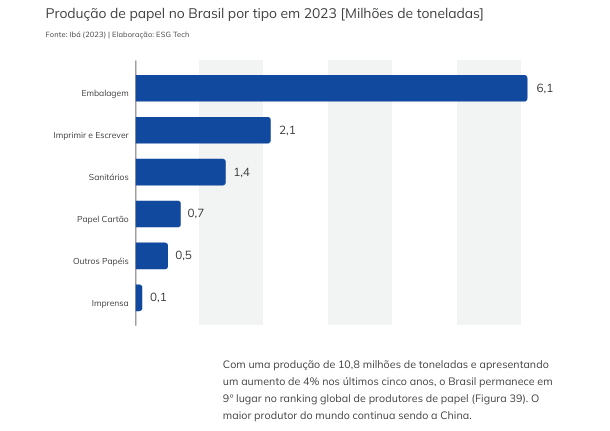 Produção de papel no Brasil por tipo em 2023 [Milhões de toneladas]
Fonte: Ibá (2023) | Elaboração: ESG Tech
Embalagem 6,1
Imprimir e Escrever 2,1
Sanitários 1,4
Papel Cartão 0,7
Outros Papéis 0,5
Imprensa 0,1
Com uma produção de 10,8 milhões de toneladas e apresentando
um aumento de 4% nos últimos cinco anos, o Brasil permanece em
9º lugar no ranking global de produtores de papel (Figura 39). O
maior produtor do mundo continua sendo a China.